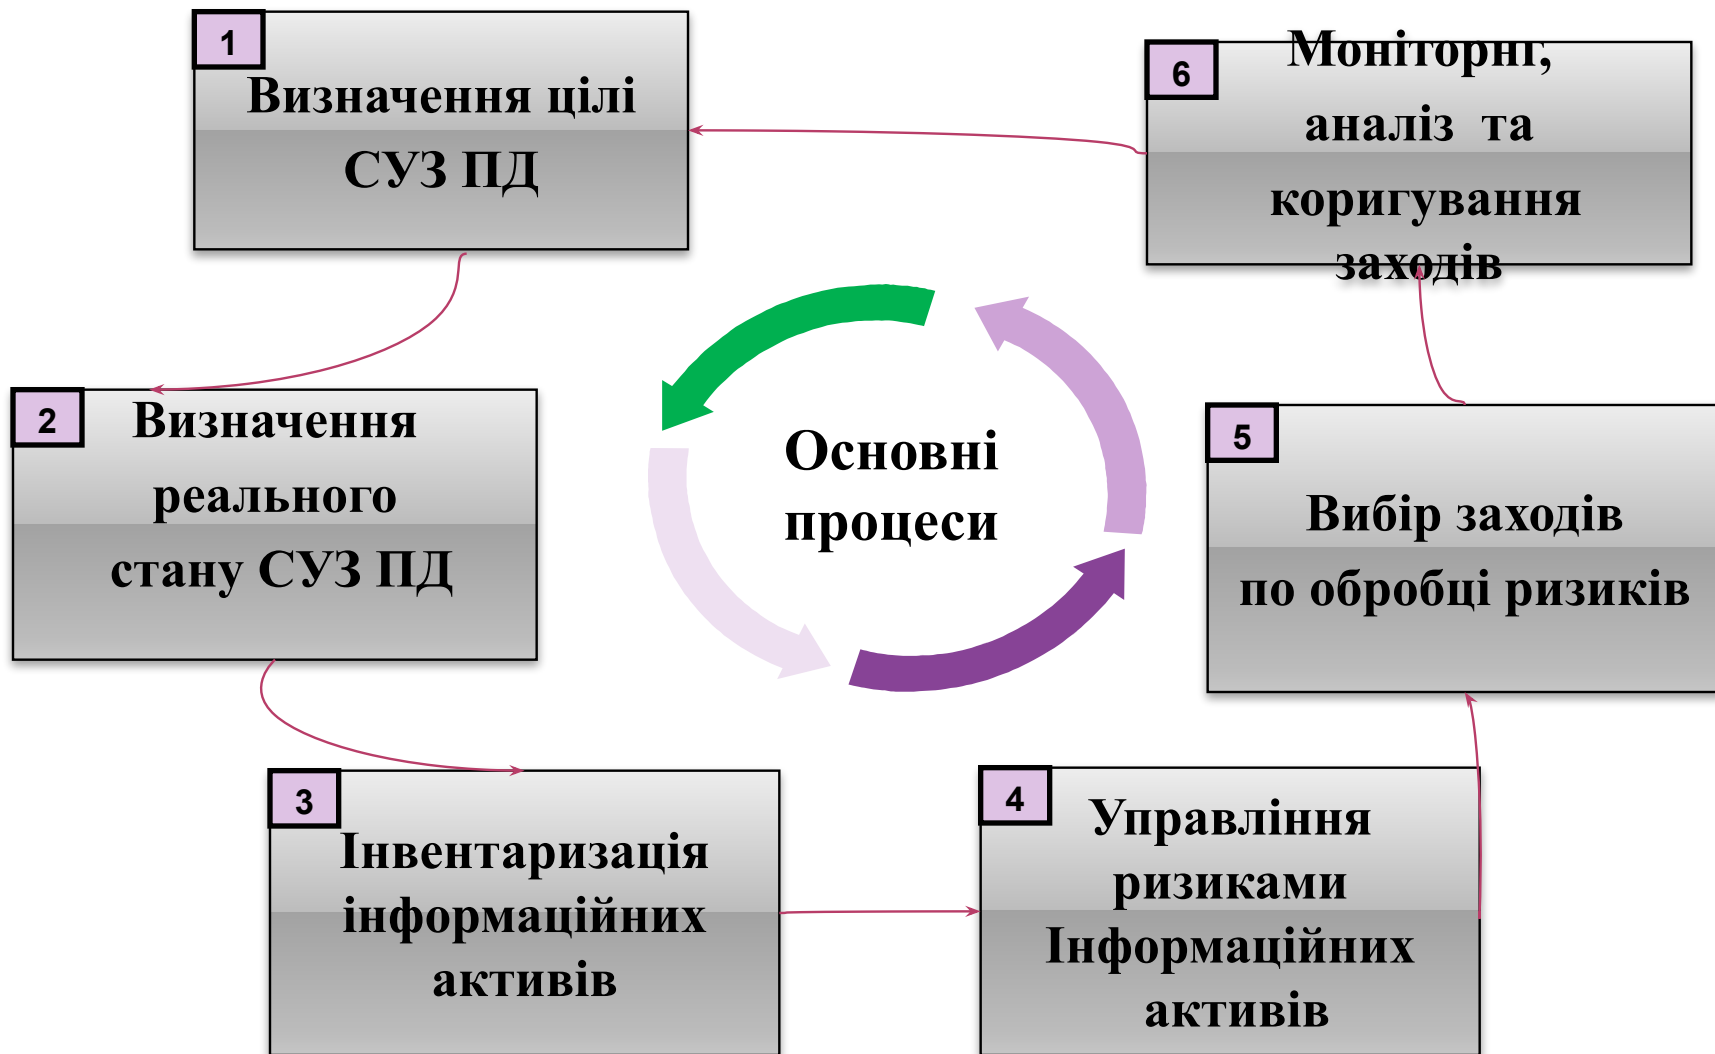 1
Визначення цілі
СУЗ ПД
2
Визначення
реального
стану СУЗ ПД
3
Інвентаризація
інформаційних
активів
4
Управління
ризиками
Інформаційних
активів
5
Вибір заходів
по обробці ризиків
6
Моніторнг,
аналіз та
коригування
заходів
Основні
процеси